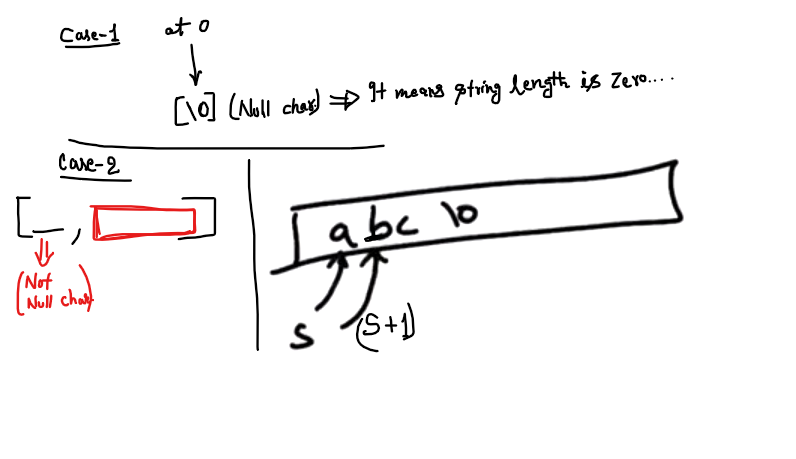 Case-1 at 0
[\0] (Null char) ⇒ It means string length is Zero....
Case-2
[_, ]
(Not
Null char)
abc \0
S (S+1)